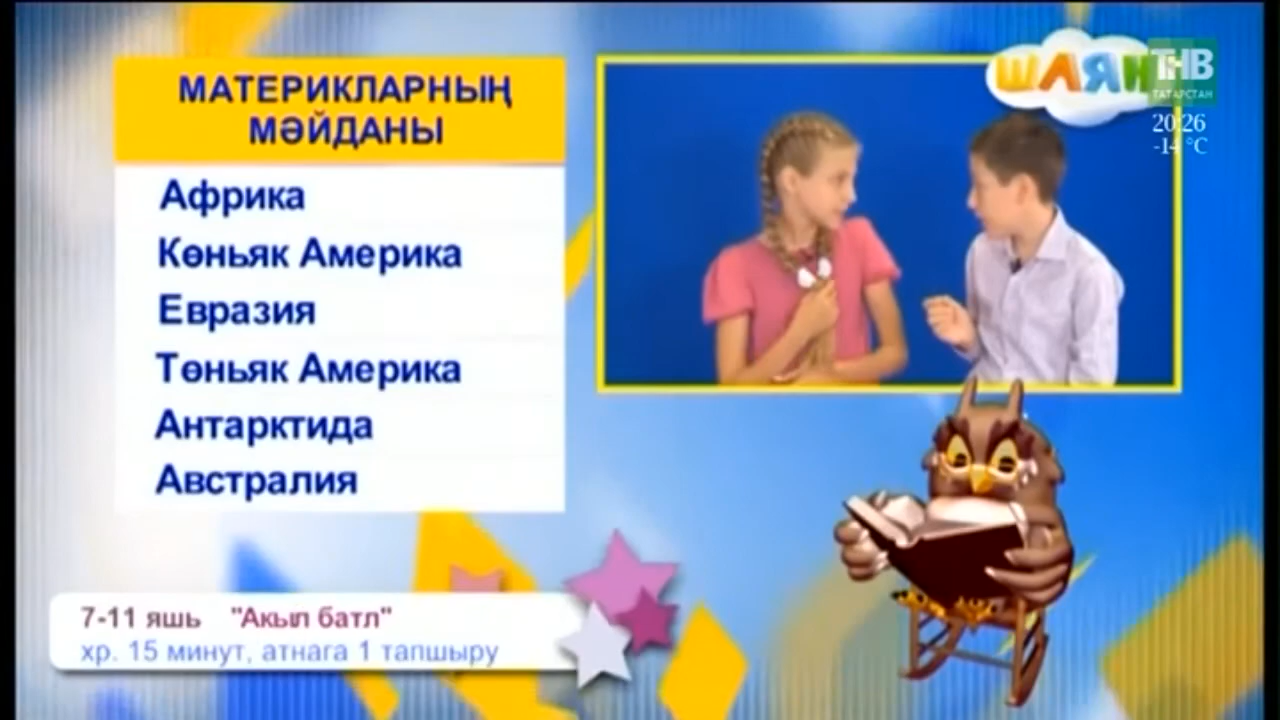 МАТЕРИКЛАРНЫҢ
МӘЙДАНЫ
Африка
Көньяк Америка
Евразия
Төньяк Америка
Антарктида
Австралия
ШАЯН
ТНВ
ТАТАРСТАН
20:26
-14 °C
7-11 яшь "Акыл батл"
хр. 15 минут, атнага 1 тапшыру